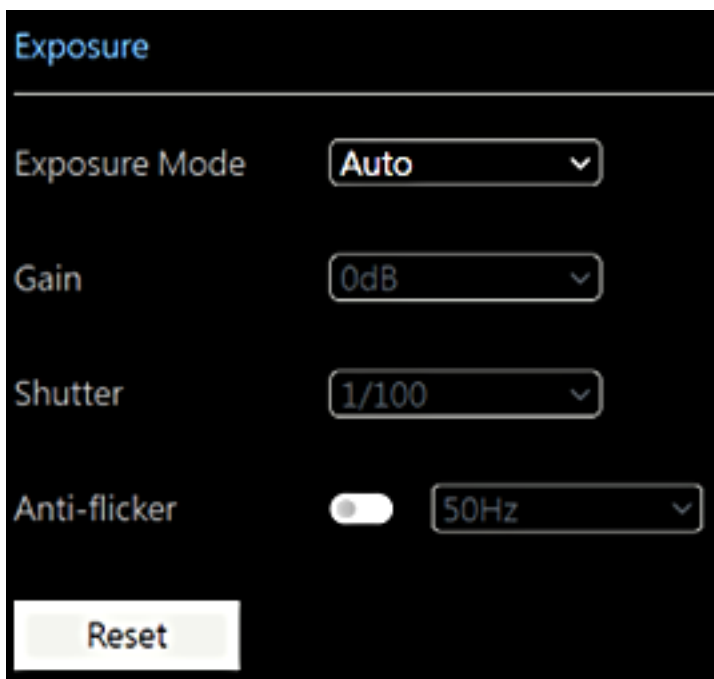 Exposure
Exposure Mode Auto
Gain 0dB
Shutter 1/100
Anti-flicker 50Hz
Reset